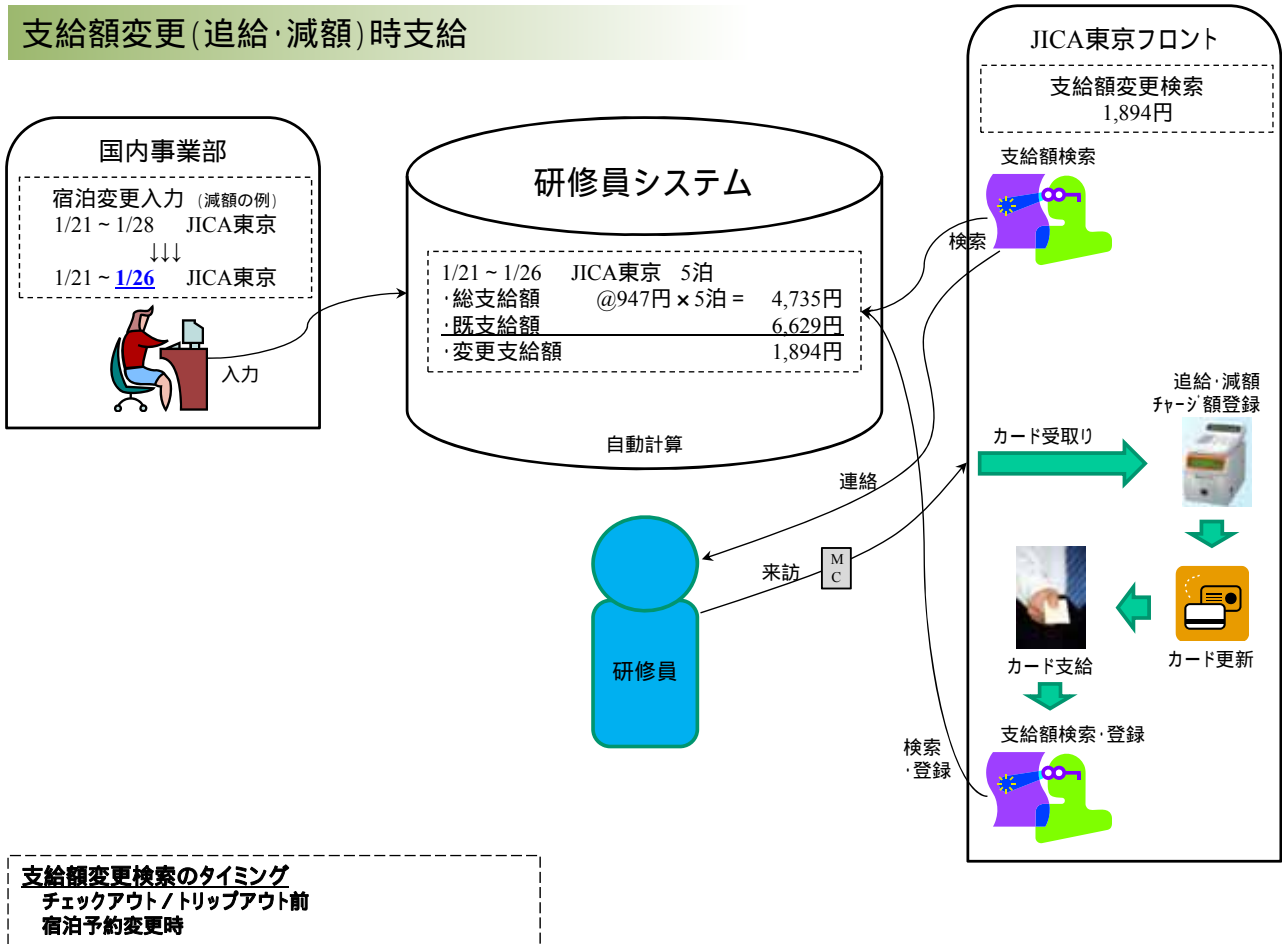 支給額変更(追給・減額)時支給
国内事業部
宿泊変更入力 (減額の例)
1/21 ~ 1/28 JICA東京
↓↓↓
1/21 ~ 1/26 JICA東京
入力
研修員システム
1/21 ~ 1/26 JICA東京 5泊
・総支給額 @947円 × 5泊 = 4,735円
・既支給額 6,629円
・変更支給額 1,894円
自動計算
JICA東京フロント
支給額変更検索
1,894円
支給額検索
検索
連絡
来訪
M
C
研修員
カード受取り
追給・減額
チャージ額登録
カード更新
カード支給
支給額検索・登録
検索
・登録
支給額変更検索のタイミング
チェックアウト / トリップアウト前
宿泊予約変更時